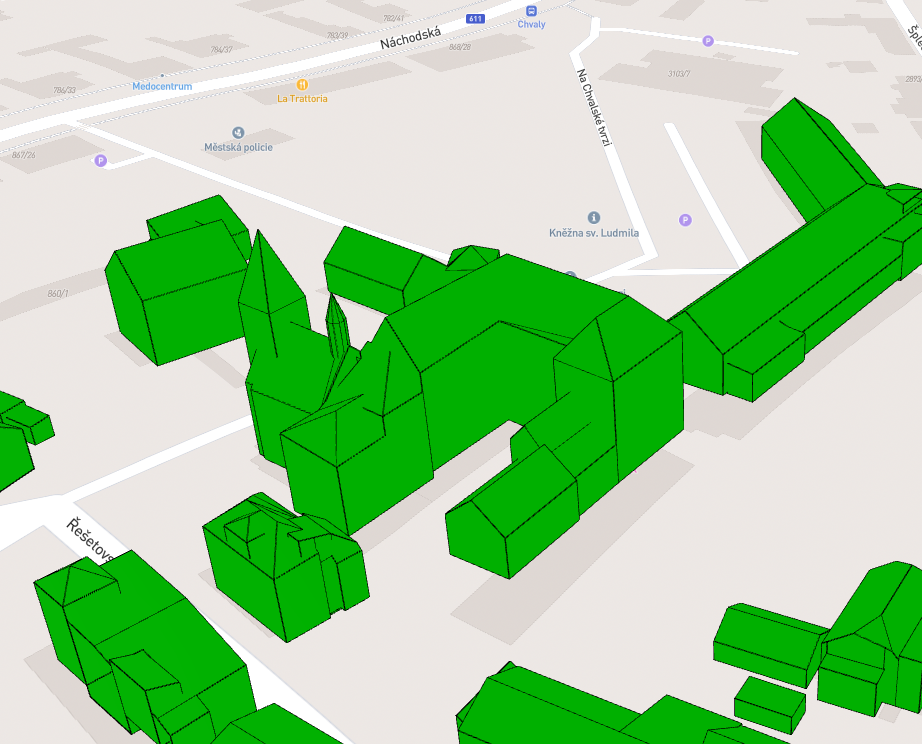 782/41
611
Chvaly
783/39
Náchodská
868/28
784/37
Medocentrum
786/33
La Trattoria
3103/7
Městská policie
867/26
P
P
Na Chvalské tvrzi
P
Kněžna sv. Ludmila
860/1